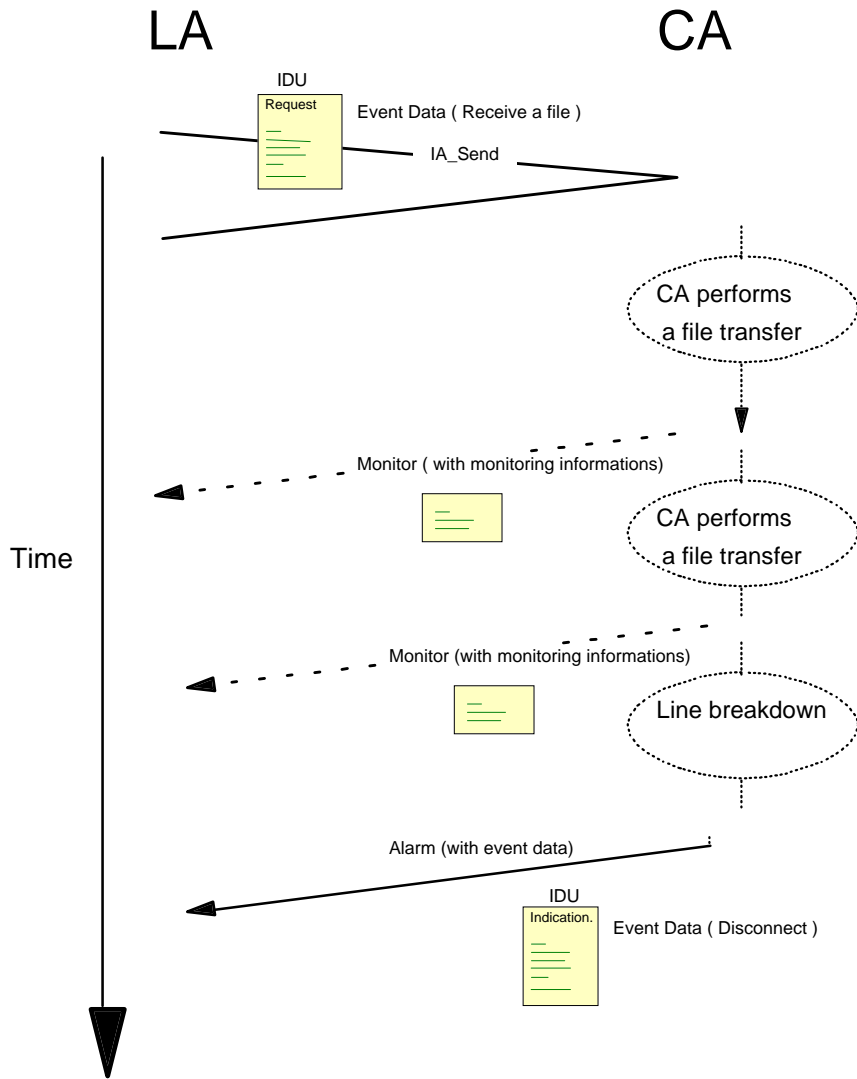 LA
CA
IDU
Request
Event Data ( Receive a file )
IA_Send
CA performs
a file transfer
Monitor ( with monitoring informations)
CA performs
a file transfer
Time
Monitor (with monitoring informations)
Line breakdown
Alarm (with event data)
IDU
Indication.
Event Data ( Disconnect )